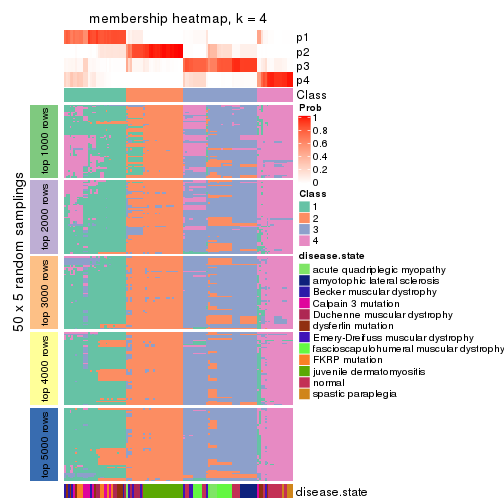 membership heatmap, k = 4
p1
p2
p3
p4
Class
50 x 5 random samplings
top 1000 rows
top 2000 rows
top 3000 rows
top 4000 rows
top 5000 rows
disease.state
Prob
1
0.8
0.6
0.4
0.2
0
Class
1
2
3
4
disease.state
acute quadriplegic myopathy
amyotophic lateral sclerosis
Becker muscular dystrophy
Calpain 3 mutation
Duchenne muscular dystrophy
dysferlin mutation
Emery-Dreifuss muscular dystrophy
fascioscapulohumeral muscular dystrophy
FKRP mutation
juvenile dermatomyositis
normal
spastic paraplegia